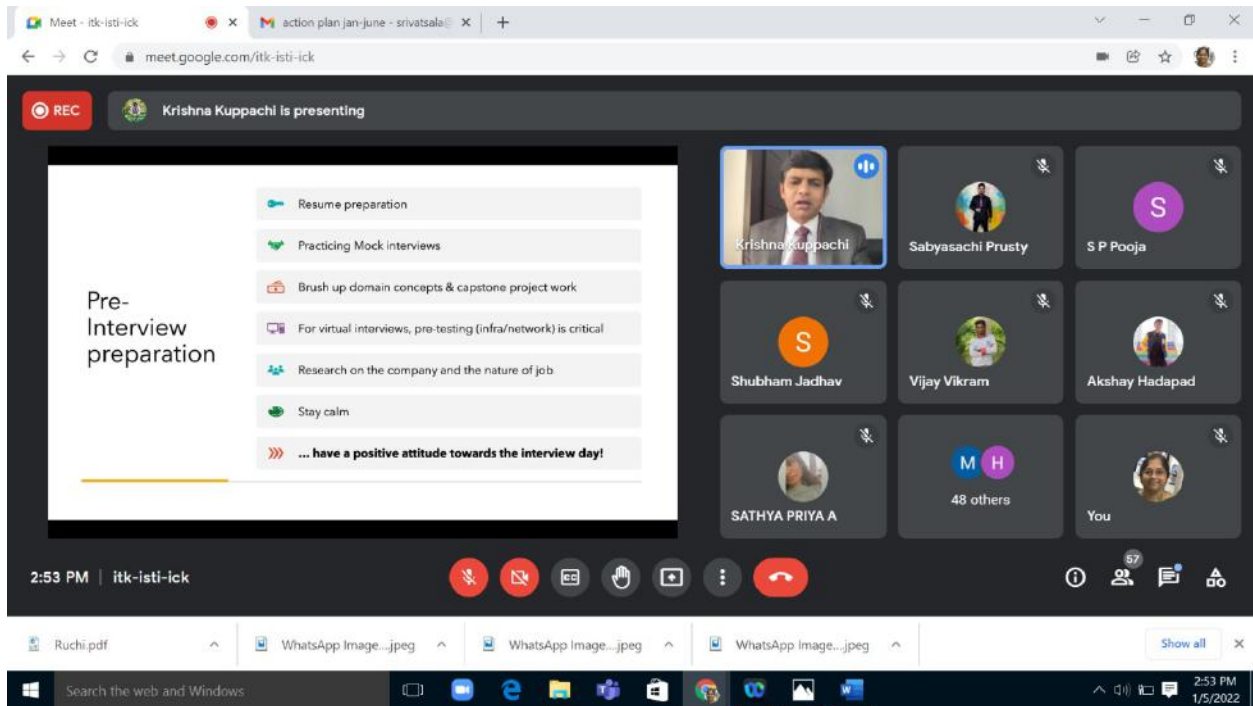 Meet - itk-isti-ick
action plan jan-june - srivatsala@
meet.google.com/itk-isti-ick
REC
Krishna Kuppachi is presenting
Pre-
Interview
preparation
Resume preparation
Practicing Mock interviews
Brush up domain concepts & capstone project work
For virtual interviews, pre-testing (infra/network) is critical
Research on the company and the nature of job
Stay calm
... have a positive attitude towards the interview day!
Krishna Kuppachi
Sabyasachi Prusty
S
S P Pooja
S
Shubham Jadhav
Vijay Vikram
Akshay Hadapad
SATHYA PRIYA A
M H
48 others
You
2:53 PM | itk-isti-ick
CC
57
Ruchi.pdf
WhatsApp Image....jpeg
WhatsApp Image....jpeg
WhatsApp Image....jpeg
Show all
Search the web and Windows
2:53 PM
1/5/2022